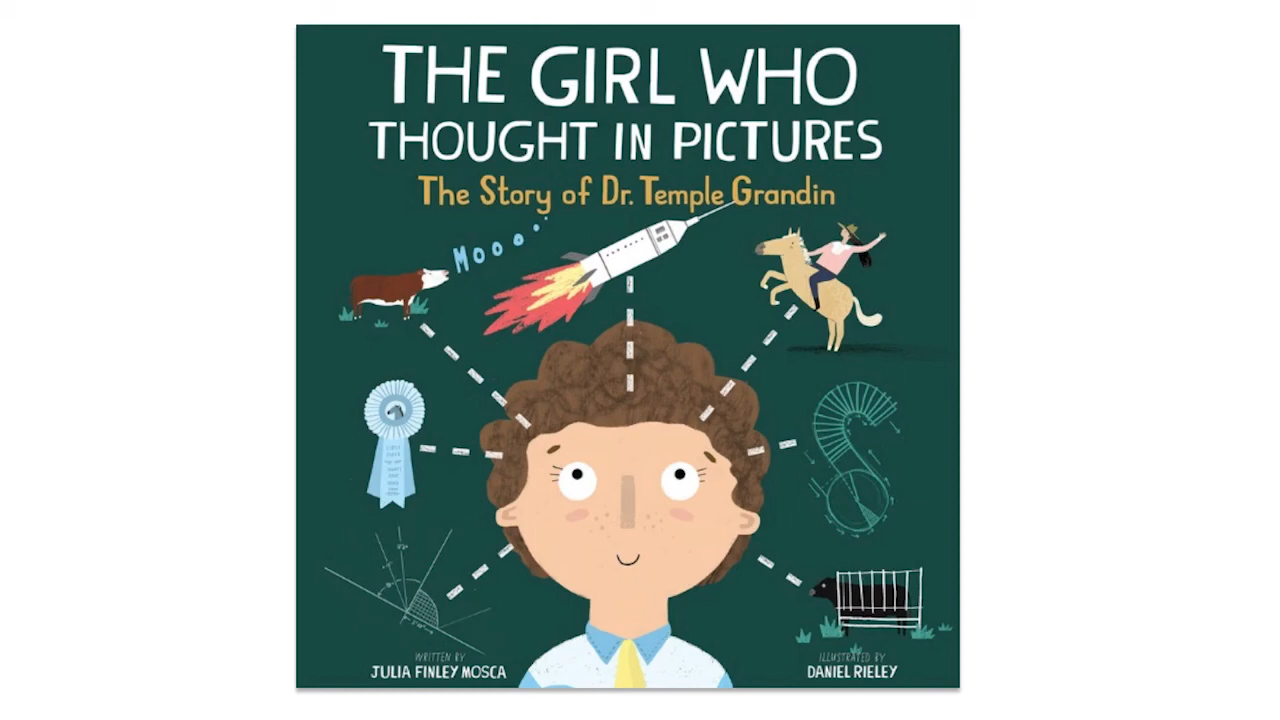 THE GIRL WHO
THOUGHT IN PICTURES
The Story of Dr. Temple Grandin
Mooo...
WRITTEN BY
JULIA FINLEY MOSCA
ILLUSTRATED BY
DANIEL RIELEY